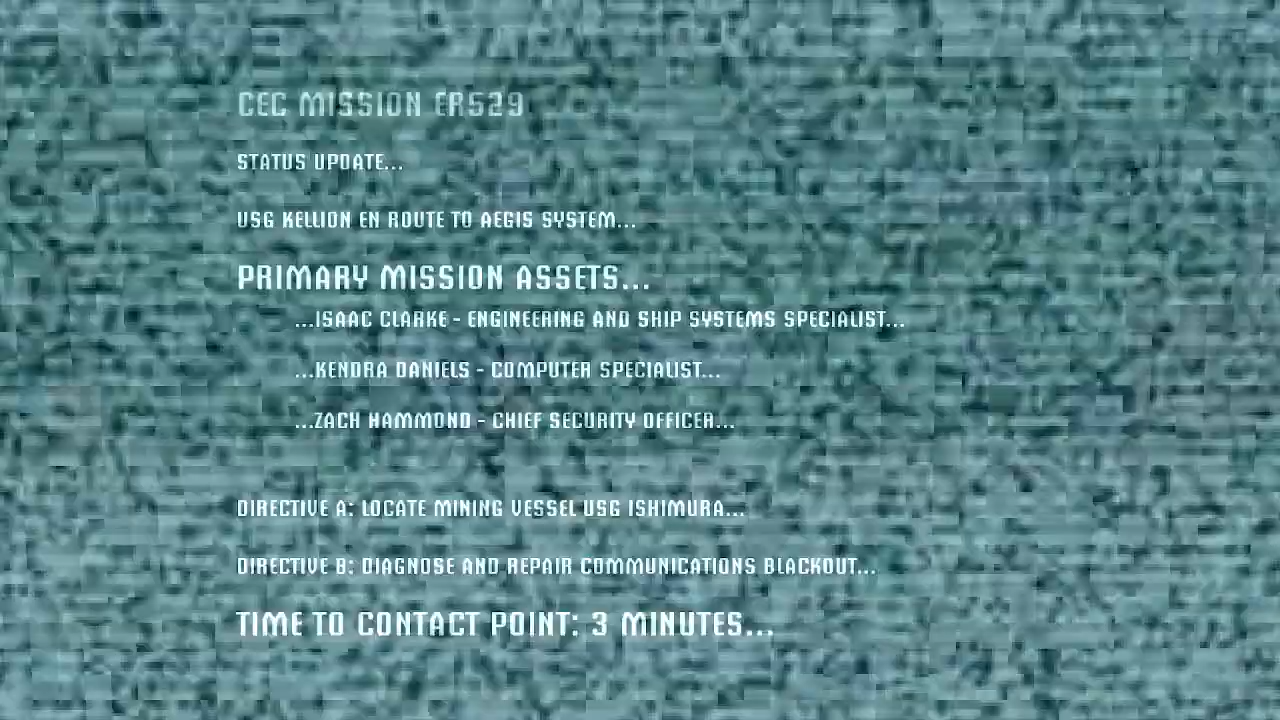 CEC MISSION ER529
STATUS UPDATE...
USG KELLION EN ROUTE TO AEGIS SYSTEM...
PRIMARY MISSION ASSETS...
...ISAAC CLARKE - ENGINEERING AND SHIP SYSTEMS SPECIALIST...
...KENDRA DANIELS - COMPUTER SPECIALIST...
...ZACH HAMMOND - CHIEF SECURITY OFFICER...
DIRECTIVE A: LOCATE MINING VESSEL USG ISHIMURA...
DIRECTIVE B: DIAGNOSE AND REPAIR COMMUNICATIONS BLACKOUT...
TIME TO CONTACT POINT: 3 MINUTES...